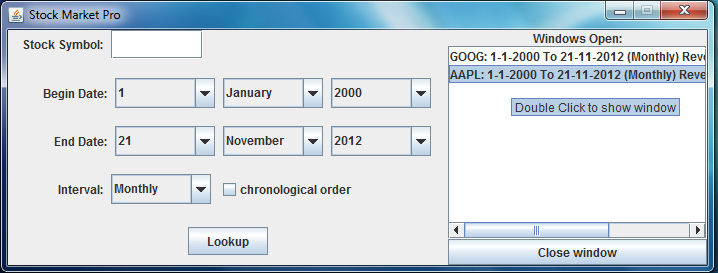 Stock Market Pro
Stock Symbol:
Begin Date: 1 January 2000
End Date: 21 November 2012
Interval: Monthly chronological order
Lookup
Windows Open:
GOOG: 1-1-2000 To 21-11-2012 (Monthly) Reve
AAPL: 1-1-2000 To 21-11-2012 (Monthly) Reve
Double Click to show window
Close window